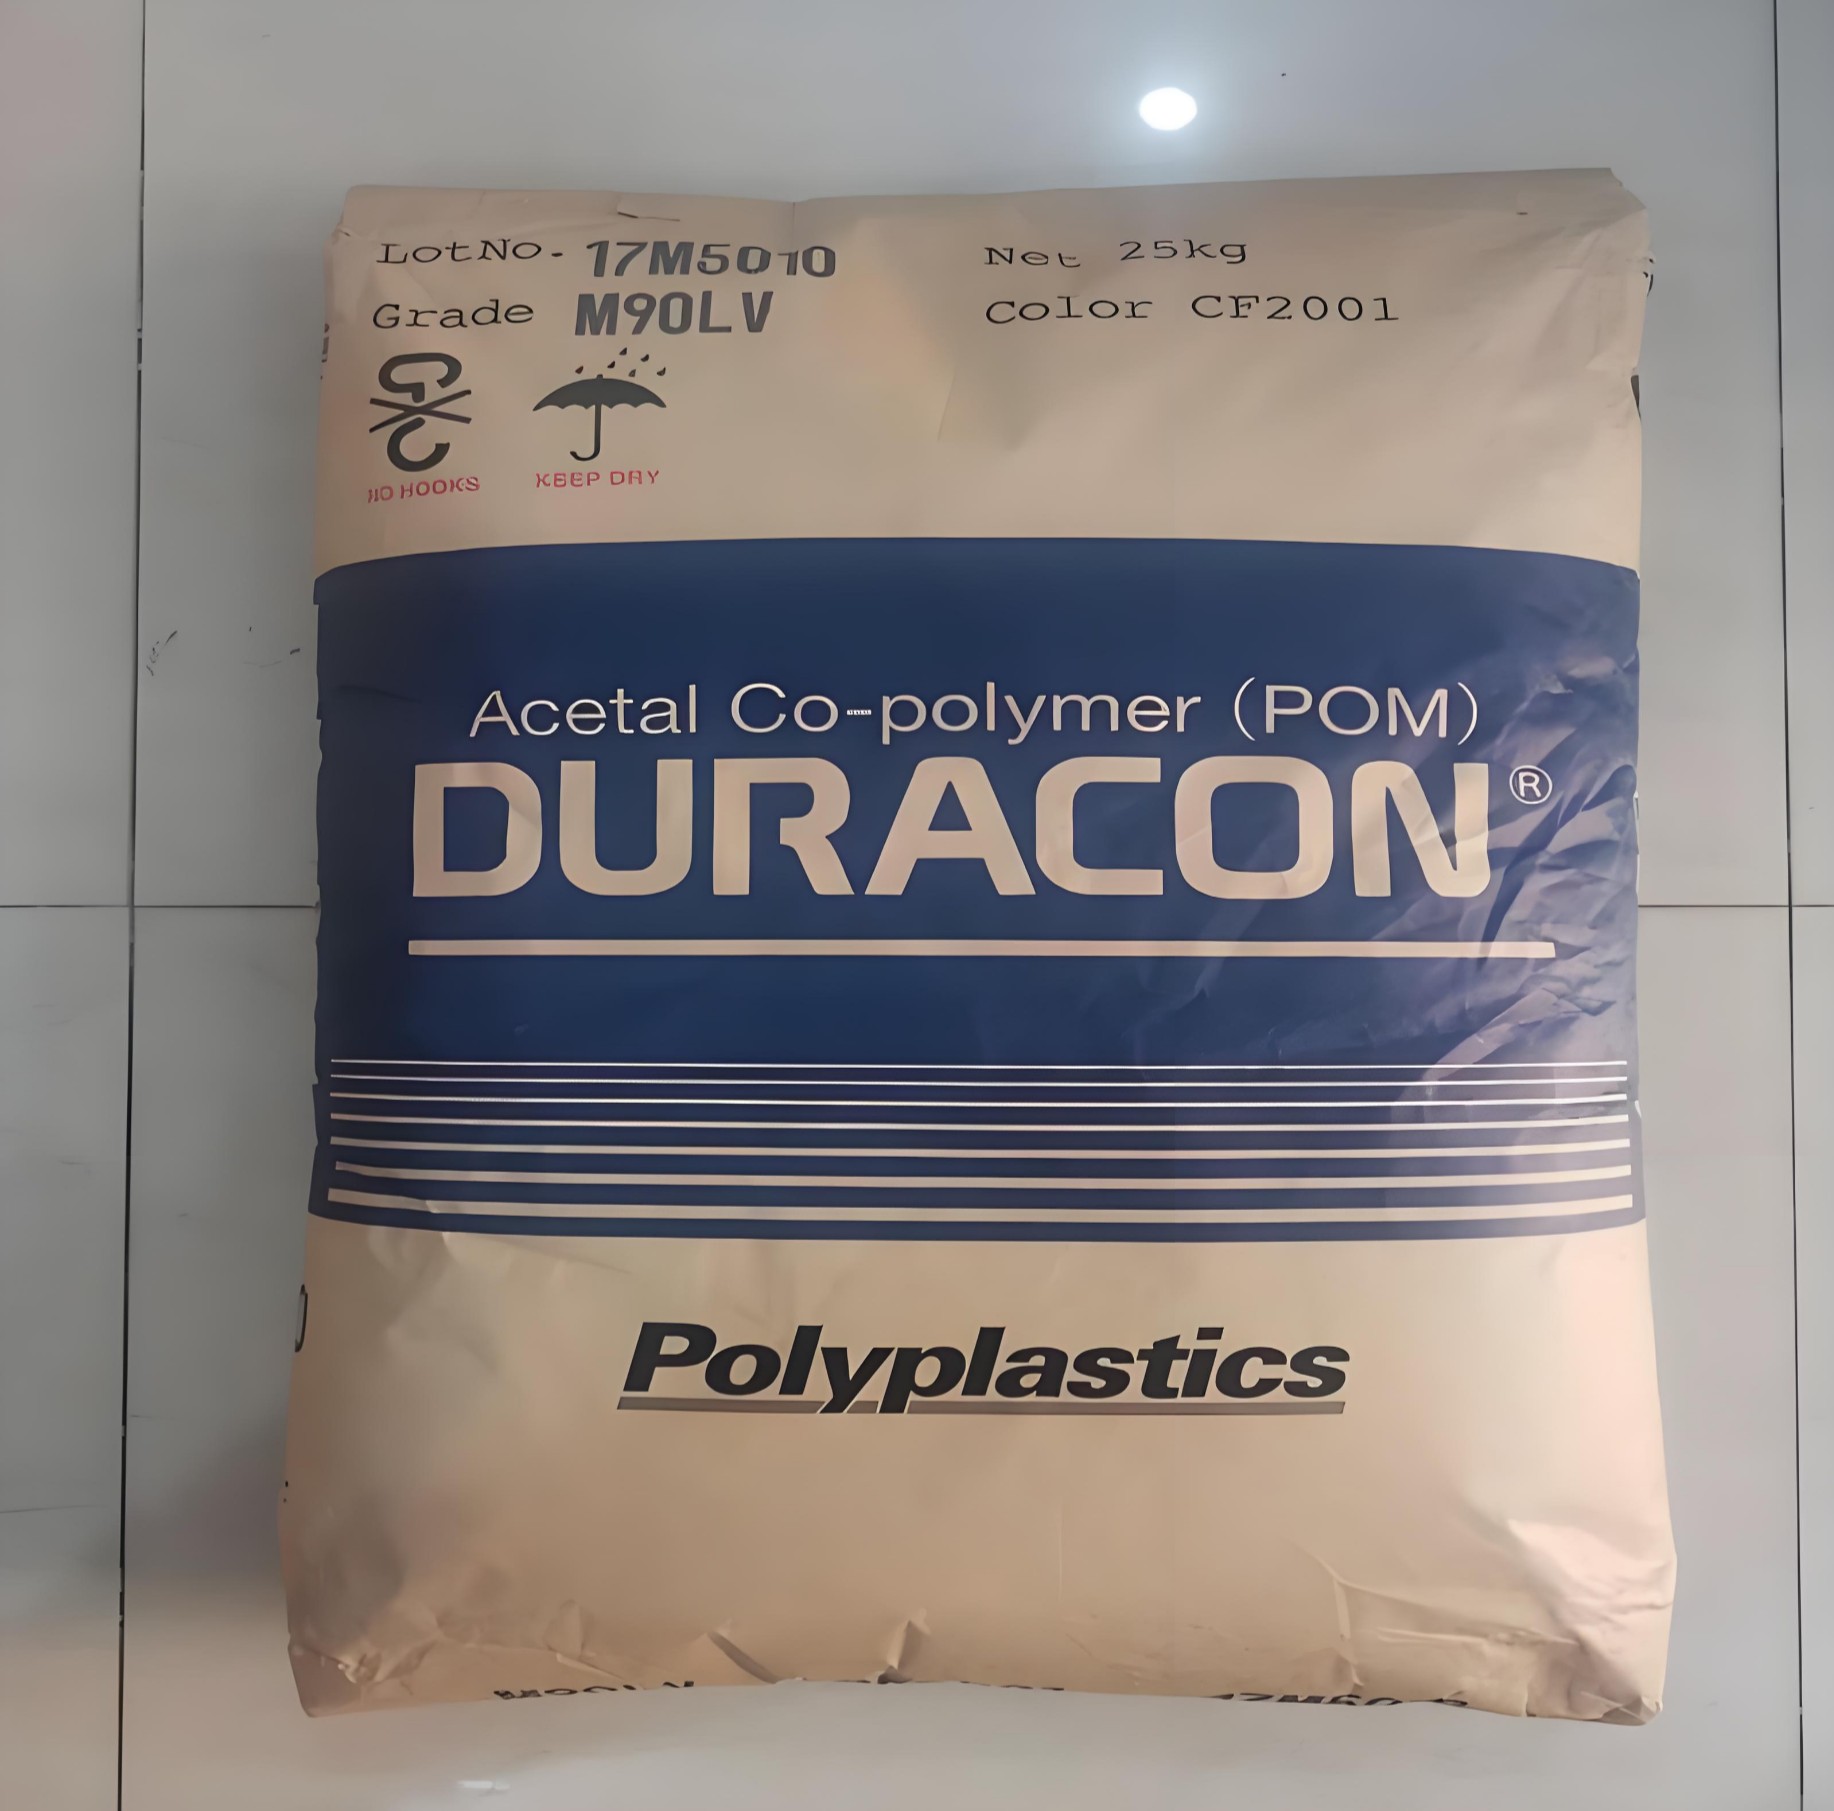 LotNo. 17M5010
Net 25kg
Grade M90LV
Color CF2001
NO HOOKS
KEEP DRY
Acetal Co-polymer (POM)
DURACON®
Polyplastics